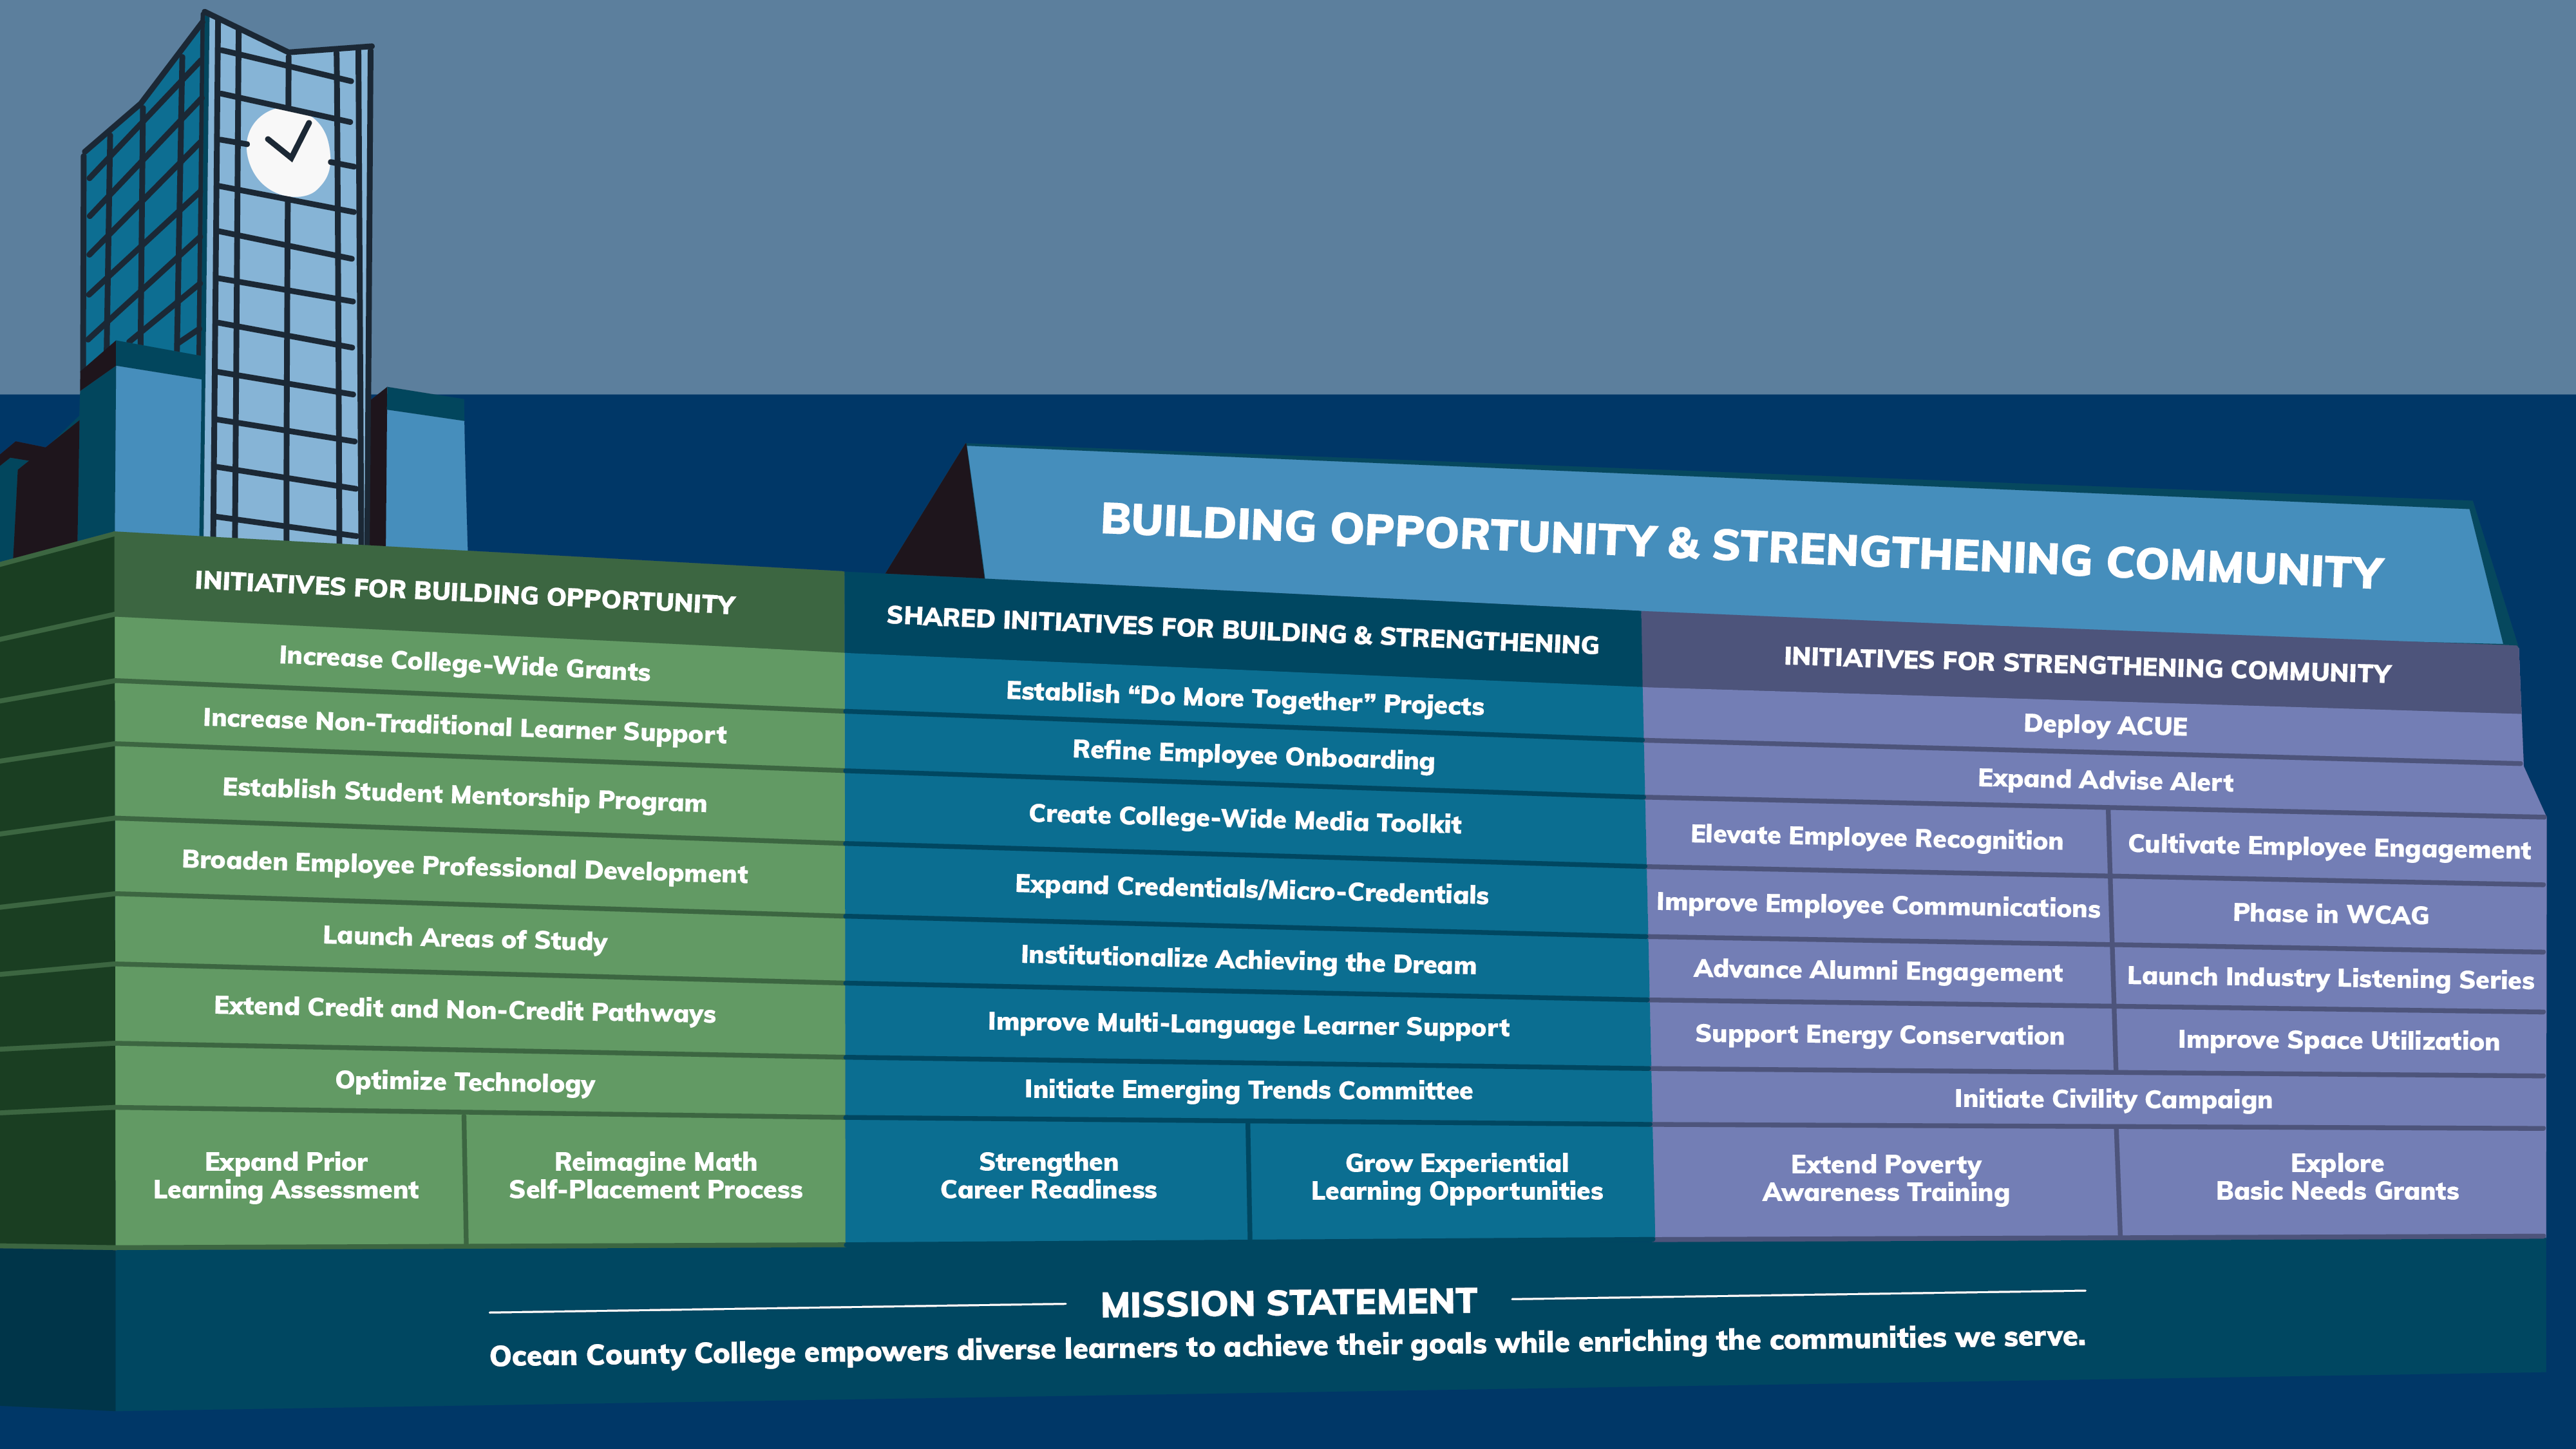 BUILDING OPPORTUNITY & STRENGTHENING COMMUNITY
INITIATIVES FOR BUILDING OPPORTUNITY
Increase College-Wide Grants
Increase Non-Traditional Learner Support
Establish Student Mentorship Program
Broaden Employee Professional Development
Launch Areas of Study
Extend Credit and Non-Credit Pathways
Optimize Technology
Expand Prior
Learning Assessment
Reimagine Math
Self-Placement Process
SHARED INITIATIVES FOR BUILDING & STRENGTHENING
Establish “Do More Together” Projects
Refine Employee Onboarding
Create College-Wide Media Toolkit
Expand Credentials/Micro-Credentials
Institutionalize Achieving the Dream
Improve Multi-Language Learner Support
Initiate Emerging Trends Committee
Strengthen
Career Readiness
Grow Experiential
Learning Opportunities
INITIATIVES FOR STRENGTHENING COMMUNITY
Deploy ACUE
Expand Advise Alert
Elevate Employee Recognition
Cultivate Employee Engagement
Improve Employee Communications
Phase in WCAG
Advance Alumni Engagement
Launch Industry Listening Series
Support Energy Conservation
Improve Space Utilization
Initiate Civility Campaign
Extend Poverty
Awareness Training
Explore
Basic Needs Grants
MISSION STATEMENT
Ocean County College empowers diverse learners to achieve their goals while enriching the communities we serve.